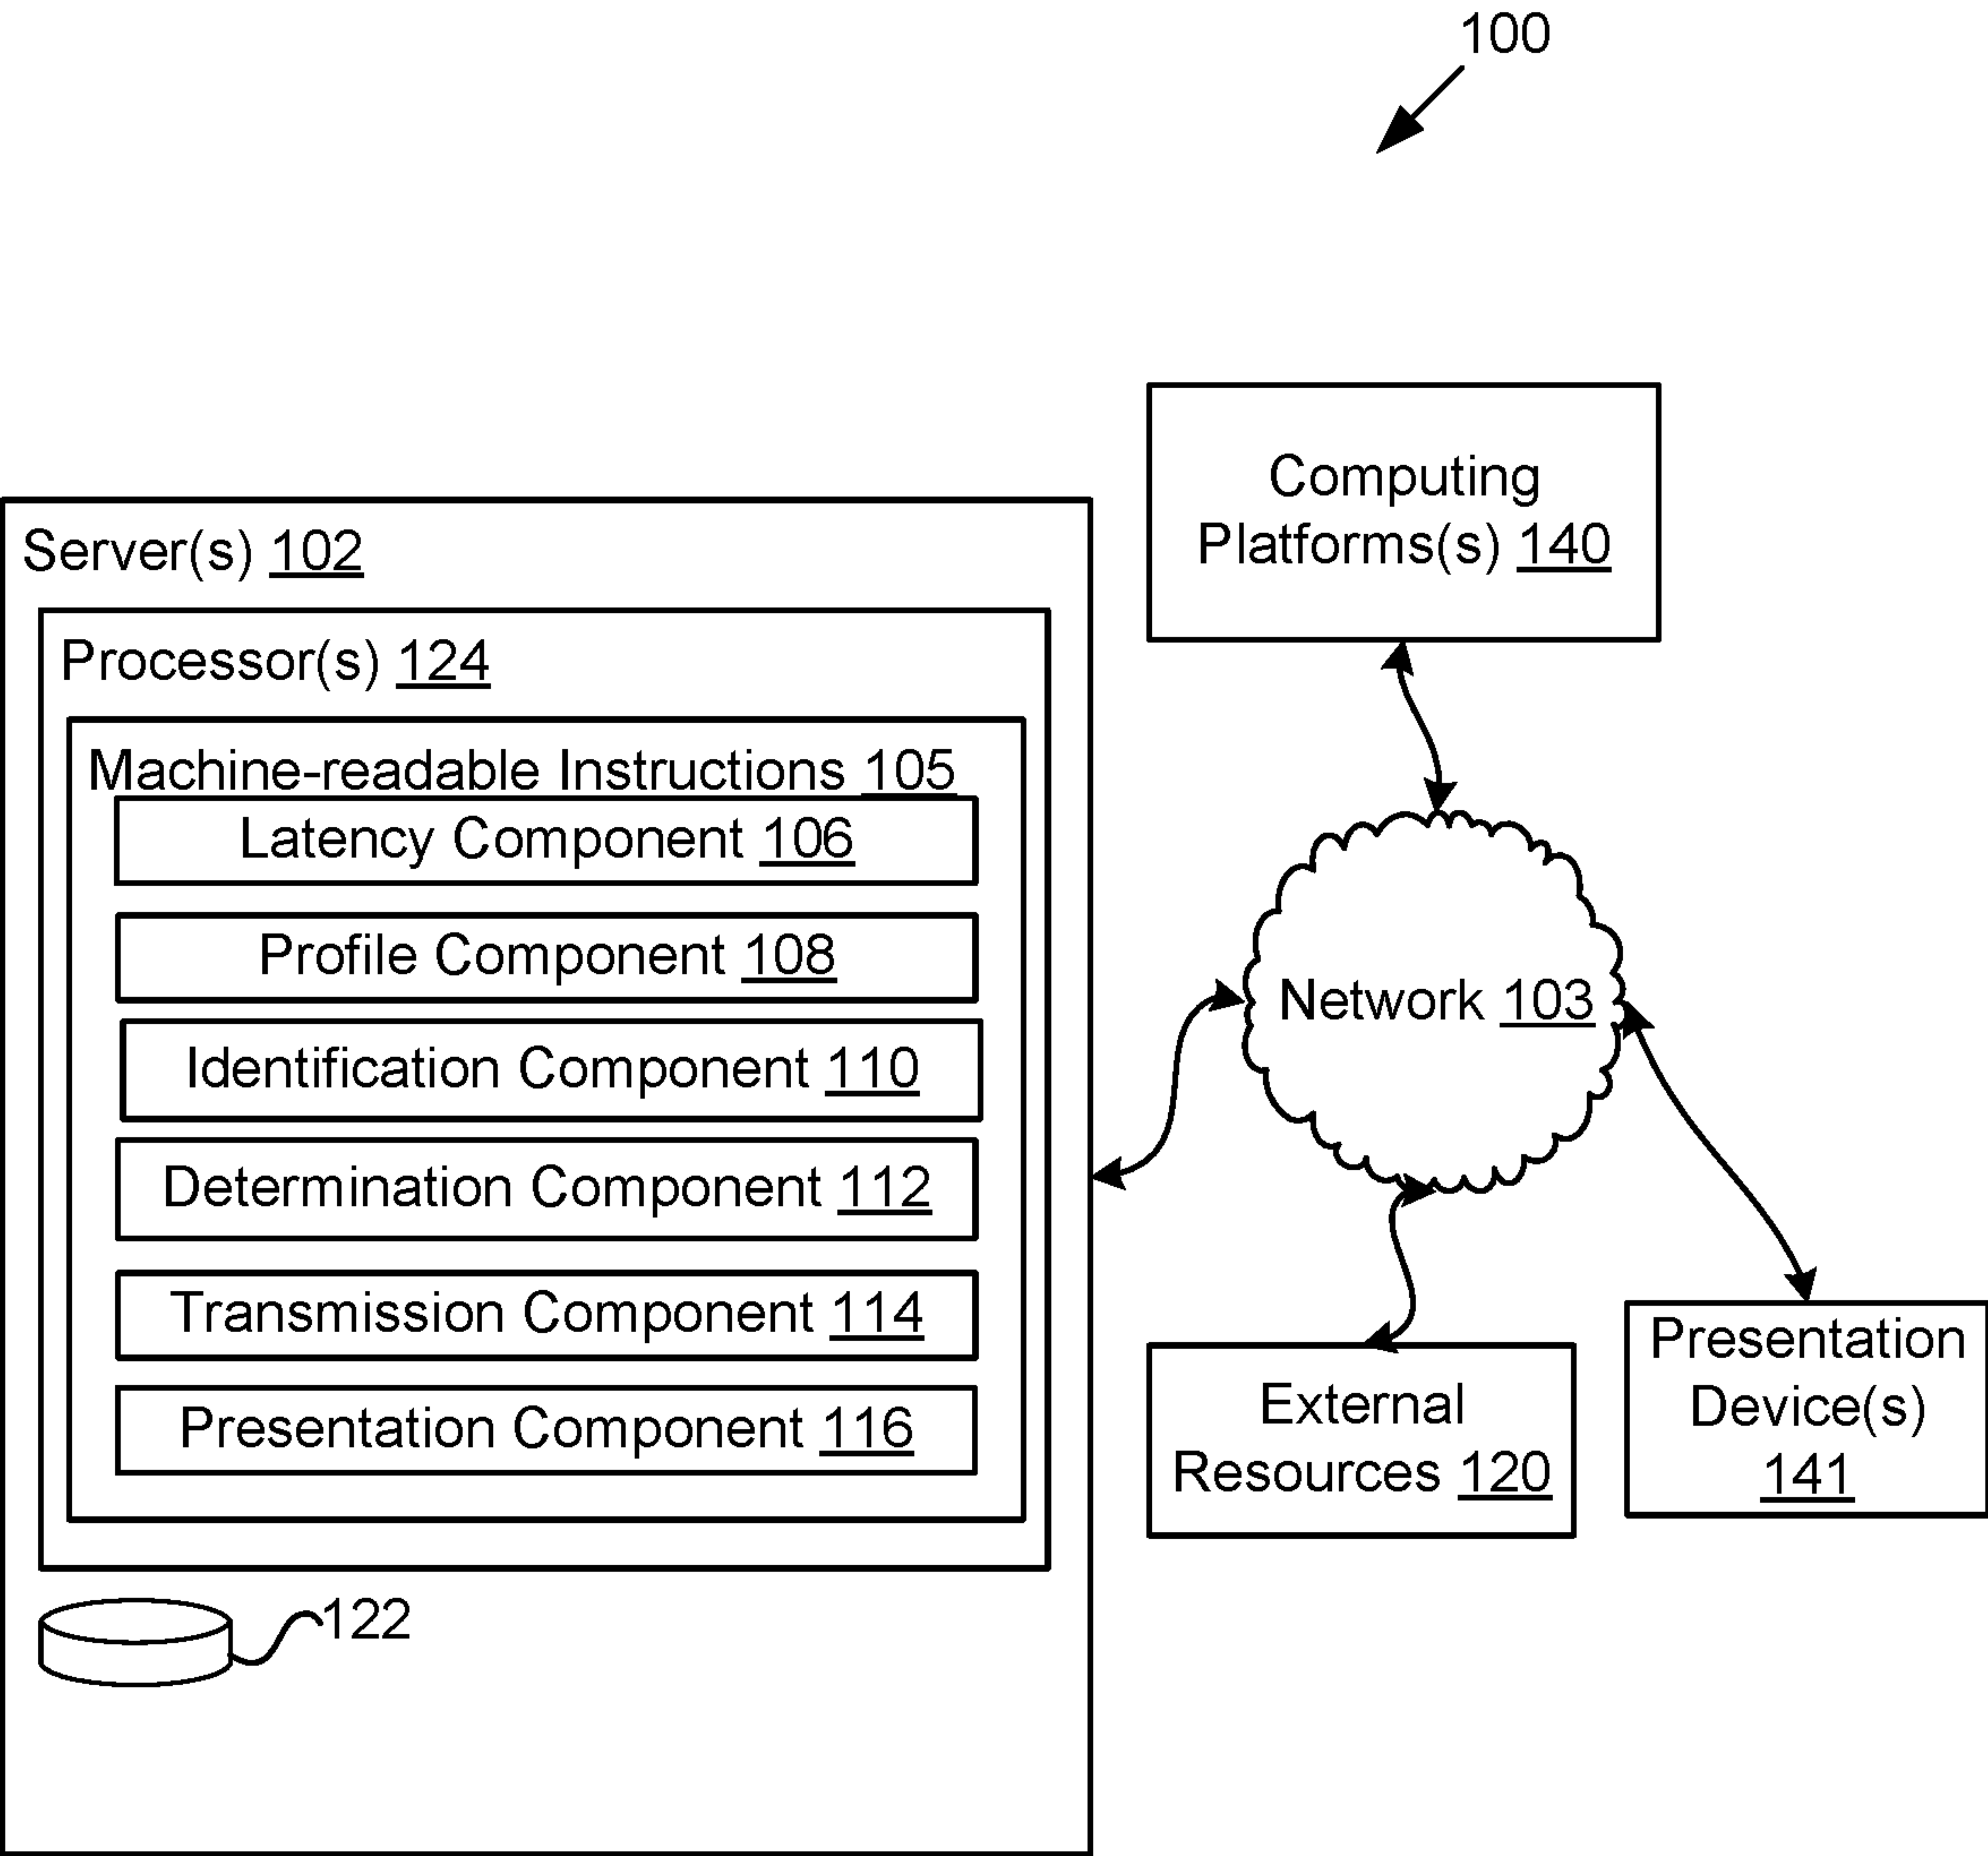 100
Server(s) 102
Processor(s) 124
Machine-readable Instructions 105
Latency Component 106
Profile Component 108
Identification Component 110
Determination Component 112
Transmission Component 114
Presentation Component 116
122
Computing
Platforms(s) 140
Network 103
External
Resources 120
Presentation
Device(s)
141